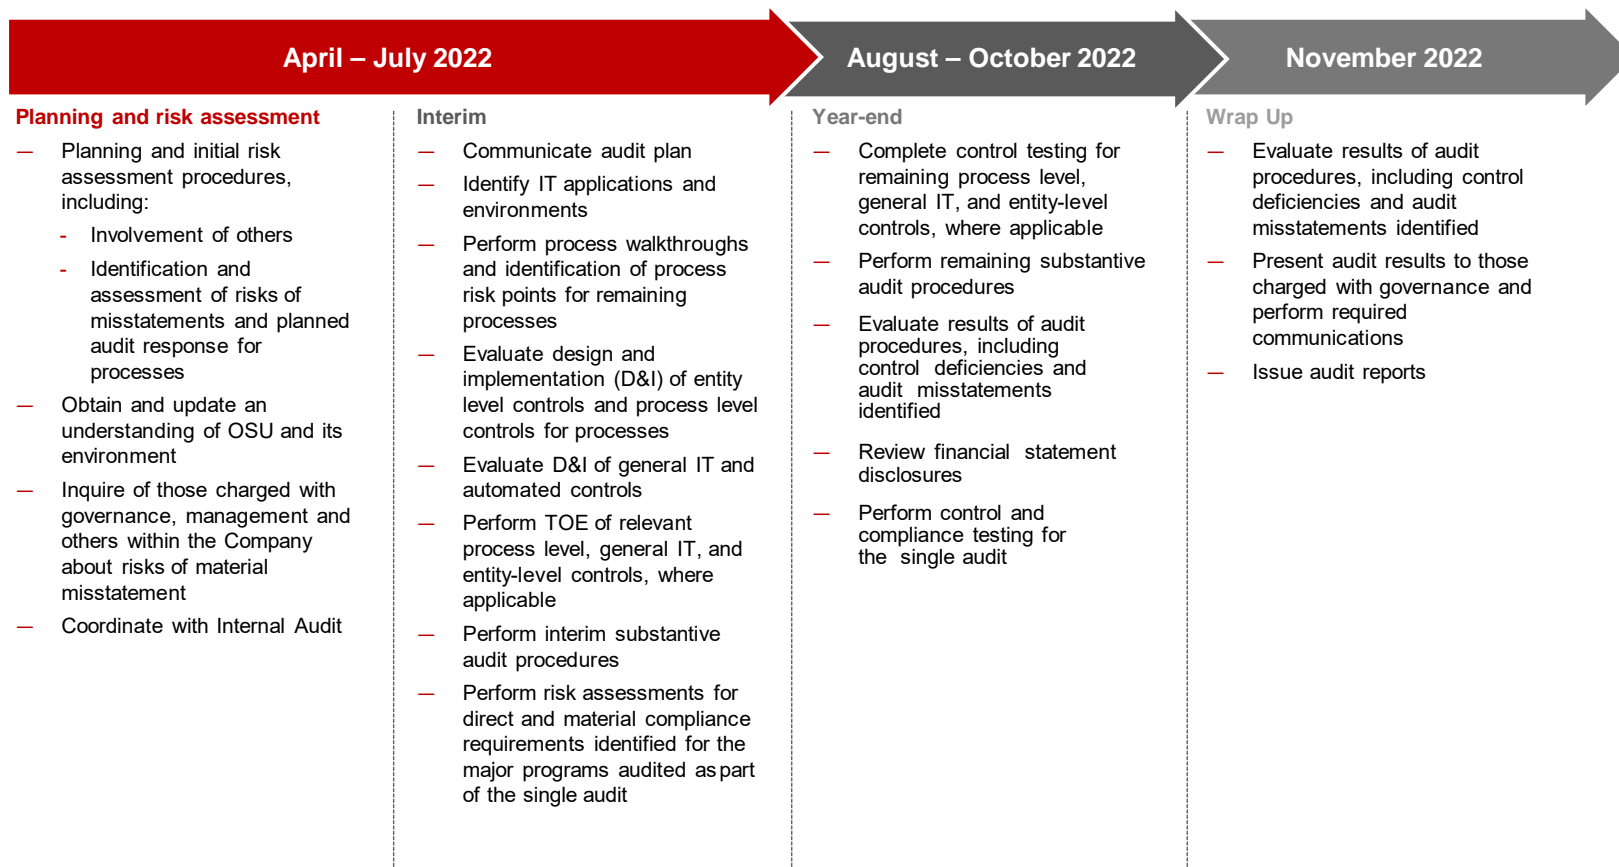 April – July 2022
August – October 2022
November 2022
Planning and risk assessment
— Planning and initial risk
assessment procedures,
including:
- Involvement of others
- Identification and
assessment of risks of
misstatements and planned
audit response for
processes
— Obtain and update an
understanding of OSU and its
environment
— Inquire of those charged with
governance, management and
others within the Company
about risks of material
misstatement
— Coordinate with Internal Audit
Interim
— Communicate audit plan
— Identify IT applications and
environments
— Perform process walkthroughs
and identification of process
risk points for remaining
processes
— Evaluate design and
implementation (D&I) of entity
level controls and process level
controls for processes
— Evaluate D&I of general IT and
automated controls
— Perform TOE of relevant
process level, general IT, and
entity-level controls, where
applicable
— Perform interim substantive
audit procedures
— Perform risk assessments for
direct and material compliance
requirements identified for the
major programs audited aspart
of the single audit
Year-end
— Complete control testing for
remaining process level,
general IT, and entity-level
controls, where applicable
— Perform remaining substantive
audit procedures
— Evaluate results of audit
procedures, including
control deficiencies and
audit misstatements
identified
— Review financial statement
disclosures
— Perform control and
compliance testing for
the single audit
Wrap Up
— Evaluate results of audit
procedures, including control
deficiencies and audit
misstatements identified
— Present audit results to those
charged with governance and
perform required
communications
— Issue audit reports